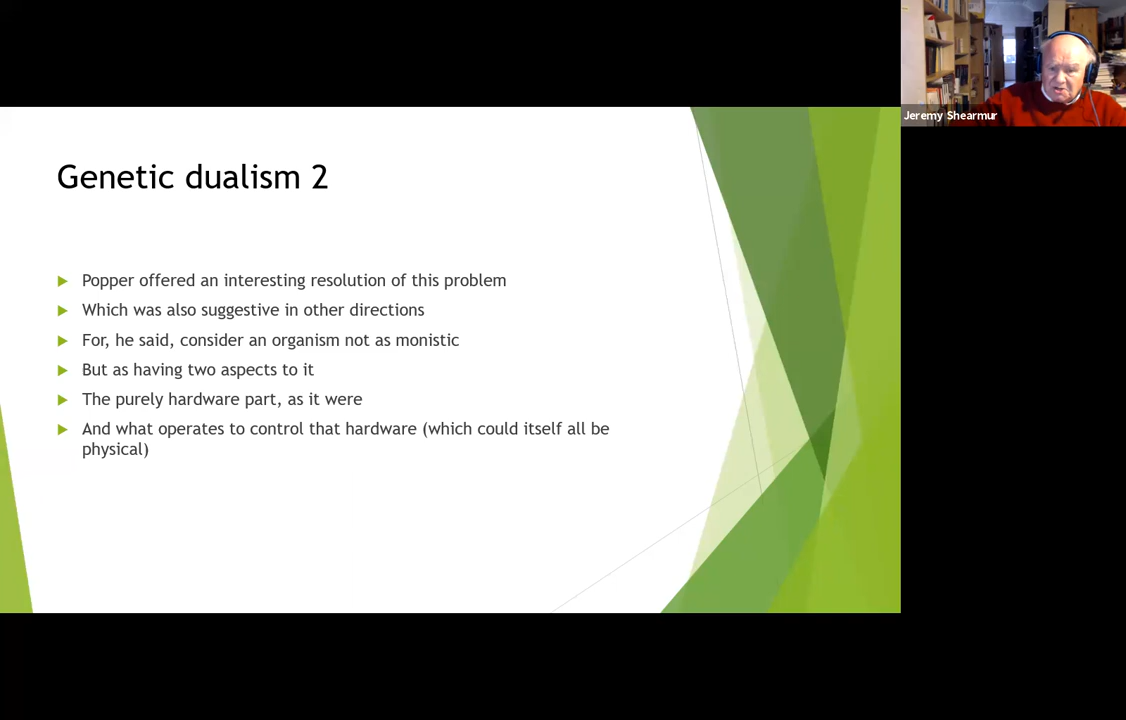 Jeremy Shearmur
Genetic dualism 2
Popper offered an interesting resolution of this problem
Which was also suggestive in other directions
For, he said, consider an organism not as monistic
But as having two aspects to it
The purely hardware part, as it were
And what operates to control that hardware (which could itself all be
physical)